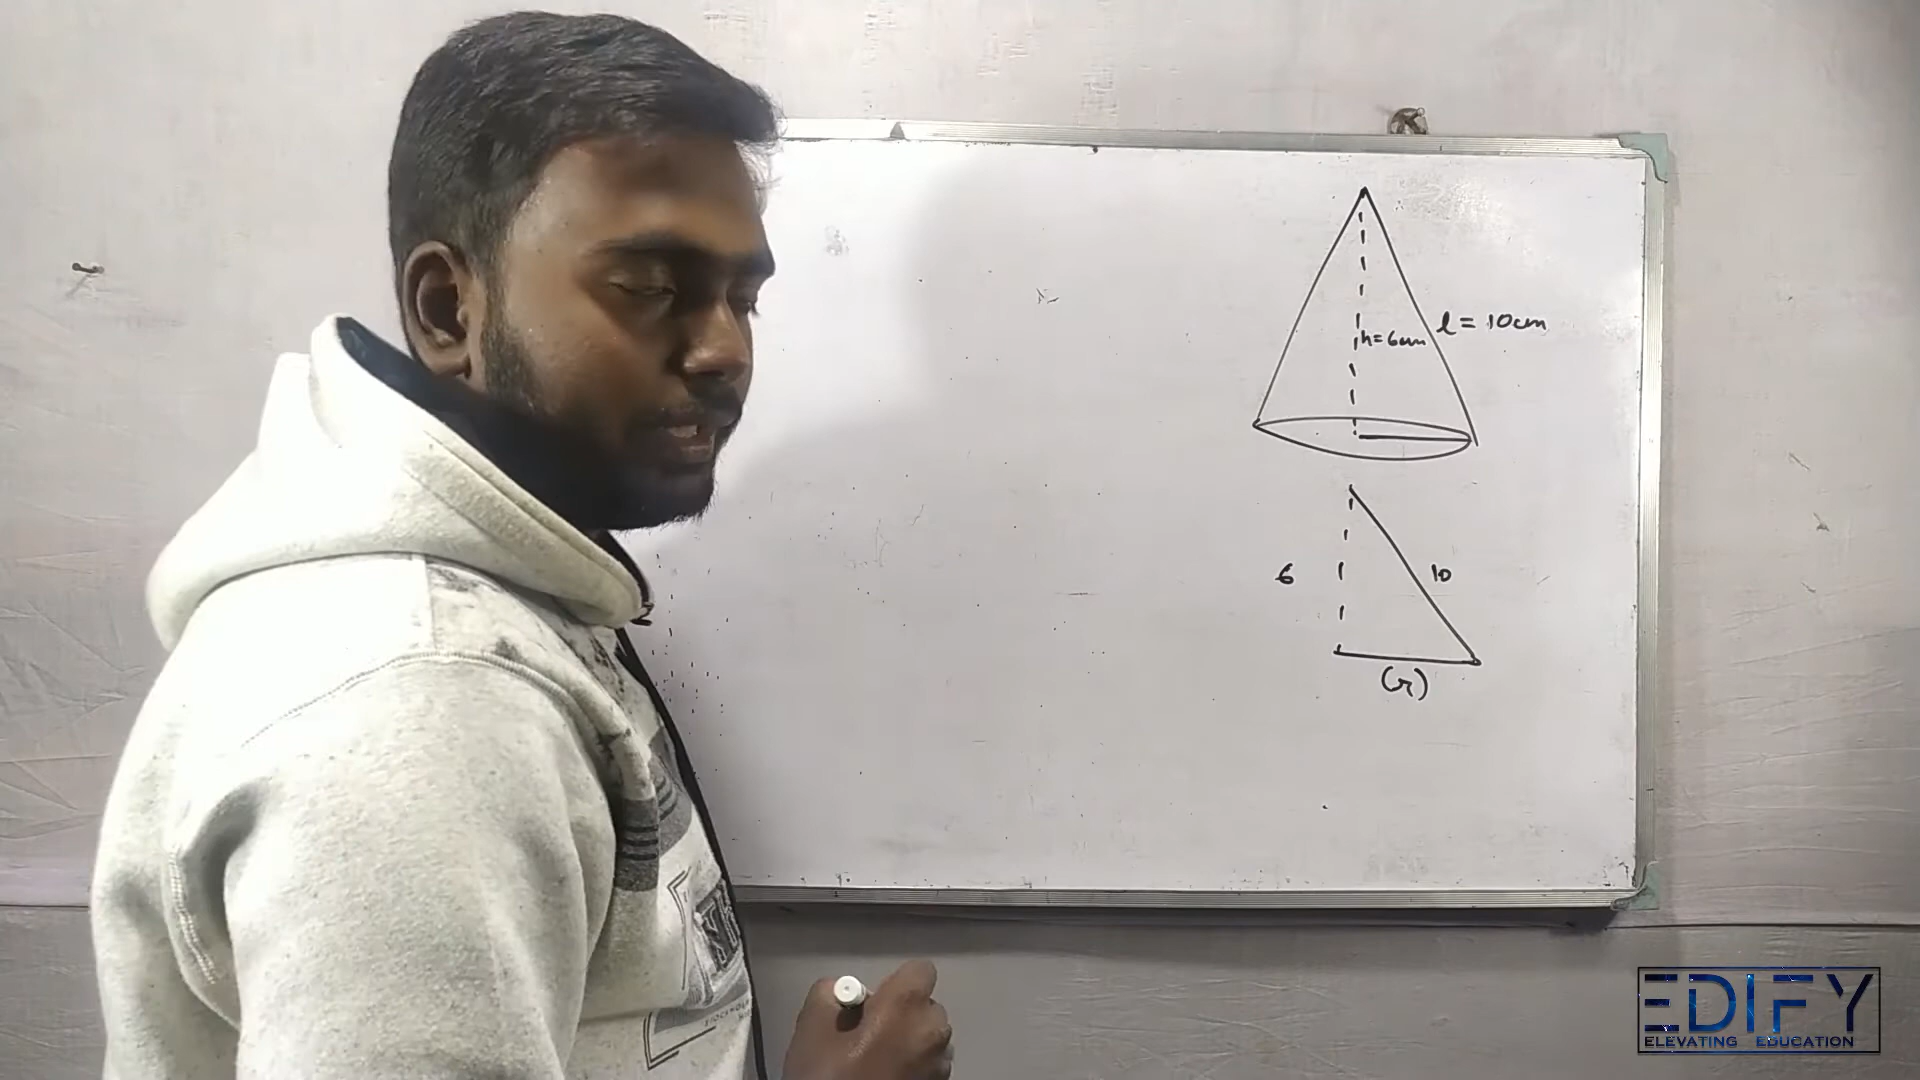 l = 10cm
h=6cm
6
10
(r)
EDIFY
ELEVATING EDUCATION